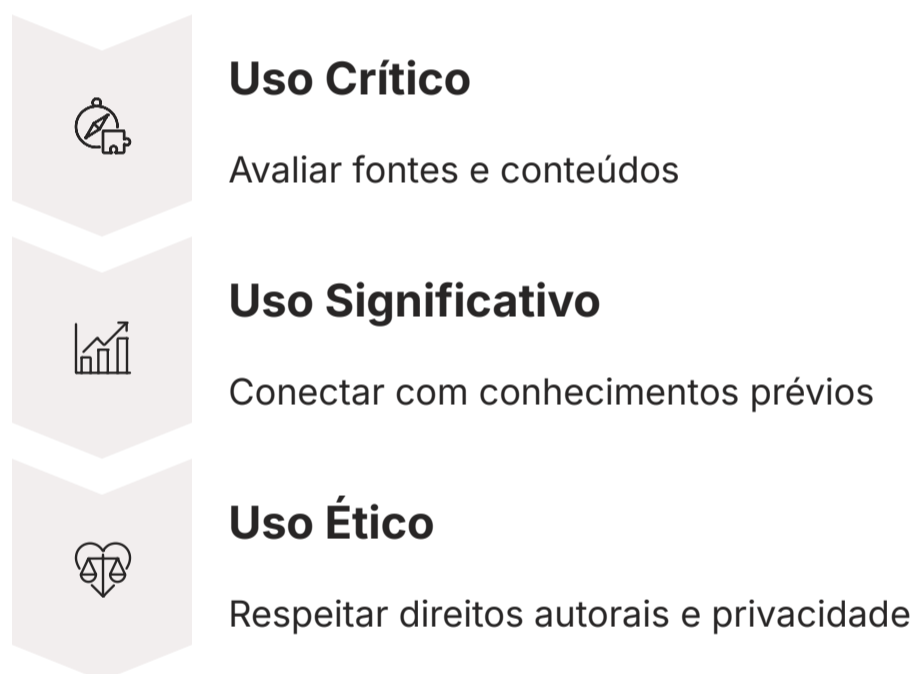 Uso Crítico
Avaliar fontes e conteúdos
Uso Significativo
Conectar com conhecimentos prévios
Uso Ético
Respeitar direitos autorais e privacidade